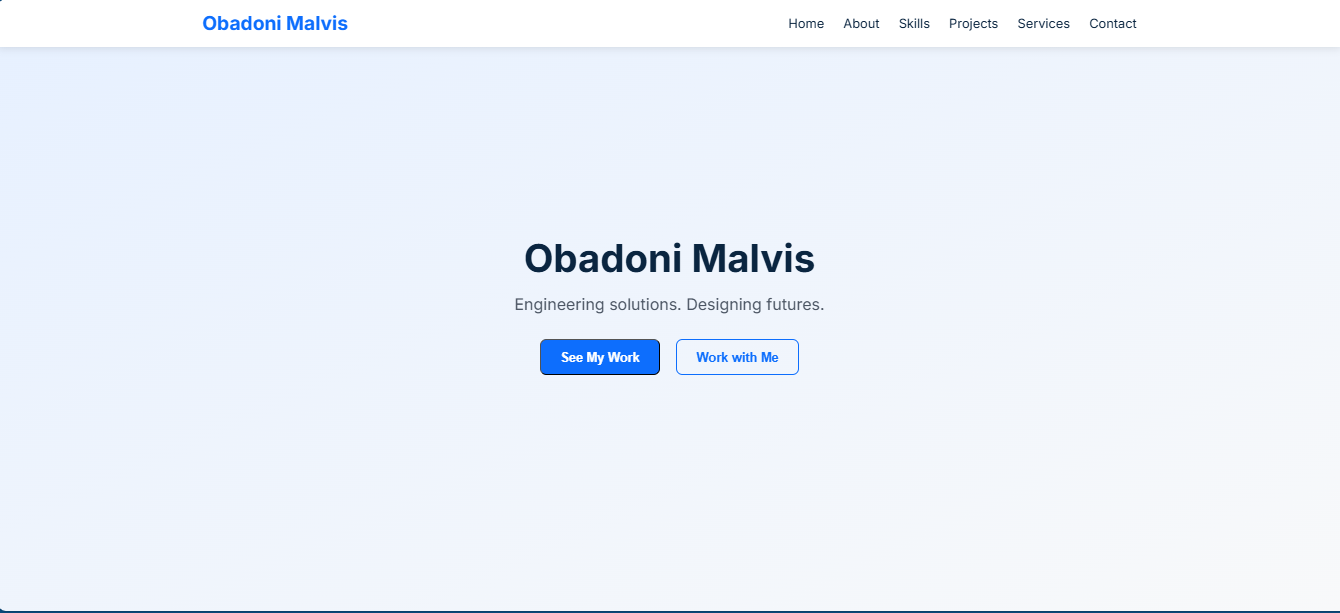 Obadoni Malvis
Home About Skills Projects Services Contact
Obadoni Malvis
Engineering solutions. Designing futures.
See My Work
Work with Me